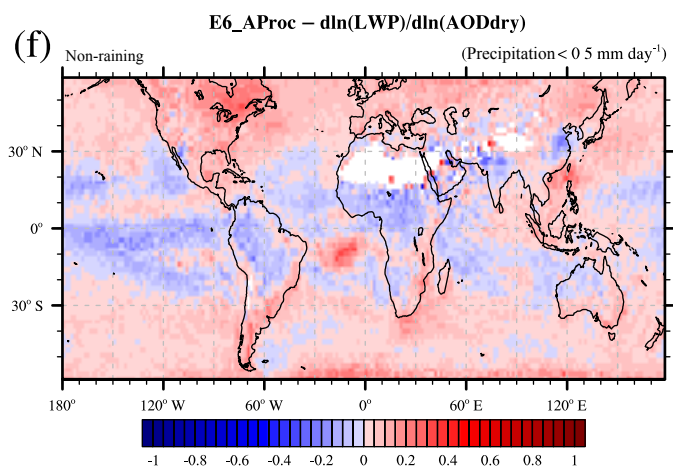 E6_AProc − dln(LWP)/dln(AODdry)
(f) Non-raining (Precipitation < 0 5 mm day⁻¹)
30° N
0°
30° S
180° 120° W 60° W 0° 60° E 120° E
-1 -0.8 -0.6 -0.4 -0.2 0 0.2 0.4 0.6 0.8 1